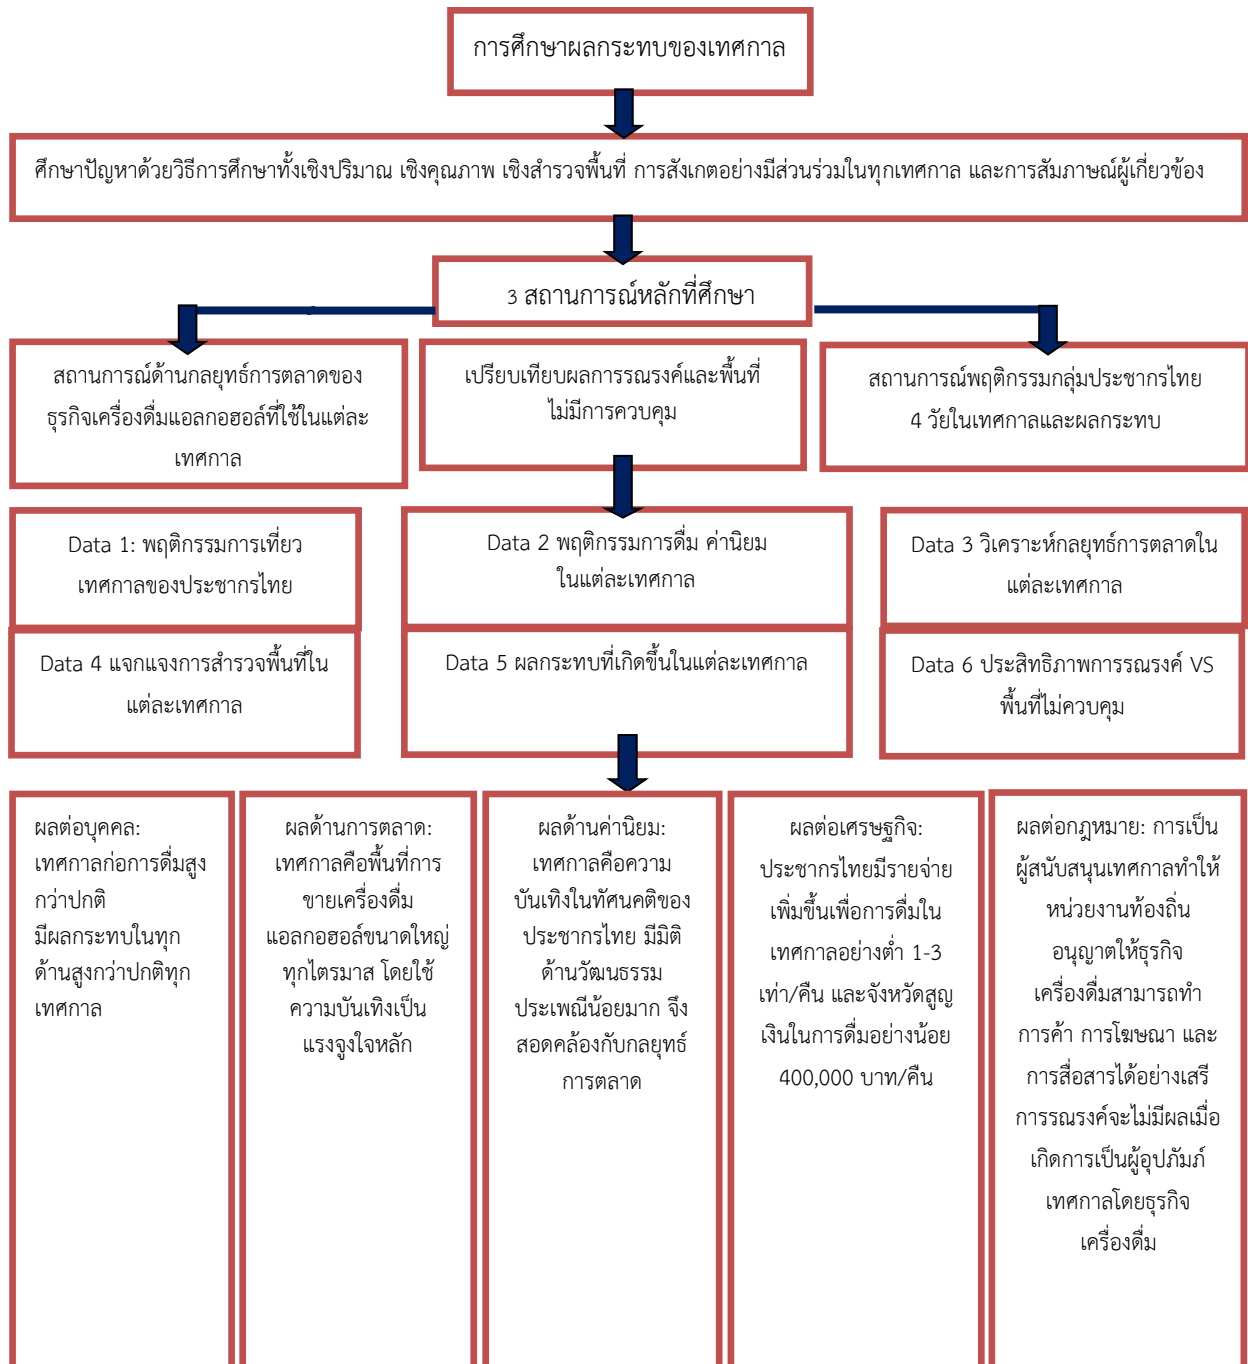 การศึกษาผลกระทบของเทศกาล
ศึกษาปัญหาด้วยวิธีการศึกษาทั้งเชิงปริมาณ เชิงคุณภาพ เชิงสำรวจพื้นที่ การสังเกตอย่างมีส่วนร่วมในทุกเทศกาล และการสัมภาษณ์ผู้เกี่ยวข้อง
3 สถานการณ์หลักที่ศึกษา
สถานการณ์ด้านกลยุทธ์การตลาดของ
ธุรกิจเครื่องดื่มแอลกอฮอล์ที่ใช้ในแต่ละ
เทศกาล
เปรียบเทียบผลการรณรงค์และพื้นที่
ไม่มีการควบคุม
สถานการณ์พฤติกรรมกลุ่มประชากรไทย
4 วัยในเทศกาลและผลกระทบ
Data 1: พฤติกรรมการเที่ยว
เทศกาลของประชากรไทย
Data 2 พฤติกรรมการดื่ม ค่านิยม
ในแต่ละเทศกาล
Data 3 วิเคราะห์กลยุทธ์การตลาดใน
แต่ละเทศกาล
Data 4 แจกแจงการสำรวจพื้นที่ใน
แต่ละเทศกาล
Data 5 ผลกระทบที่เกิดขึ้นในแต่ละเทศกาล
Data 6 ประสิทธิภาพการรณรงค์ VS
พื้นที่ไม่ควบคุม
ผลต่อบุคคล:
เทศกาลก่อการดื่มสูง
กว่าปกติ
มีผลกระทบในทุก
ด้านสูงกว่าปกติทุก
เทศกาล
ผลด้านการตลาด:
เทศกาลคือพื้นที่การ
ขายเครื่องดื่ม
แอลกอฮอล์ขนาดใหญ่
ทุกไตรมาส โดยใช้
ความบันเทิงเป็น
แรงจูงใจหลัก
ผลด้านค่านิยม:
เทศกาลคือความ
บันเทิงในทัศนคติของ
ประชากรไทย มีมิติ
ด้านวัฒนธรรม
ประเพณีน้อยมาก จึง
สอดคล้องกับกลยุทธ์
การตลาด
ผลต่อเศรษฐกิจ:
ประชากรไทยมีรายจ่าย
เพิ่มขึ้นเพื่อการดื่มใน
เทศกาลอย่างต่ำ 1-3
เท่า/คืน และจังหวัดสูญ
เงินในการดื่มอย่างน้อย
400,000 บาท/คืน
ผลต่อกฎหมาย: การเป็น
ผู้สนับสนุนเทศกาลทำให้
หน่วยงานท้องถิ่น
อนุญาตให้ธุรกิจ
เครื่องดื่มสามารถทำ
การค้า การโฆษณา และ
การสื่อสารได้อย่างเสรี
การรณรงค์จะไม่มีผลเมื่อ
เกิดการเป็นผู้อุปภัมภ์
เทศกาลโดยธุรกิจ
เครื่องดื่ม